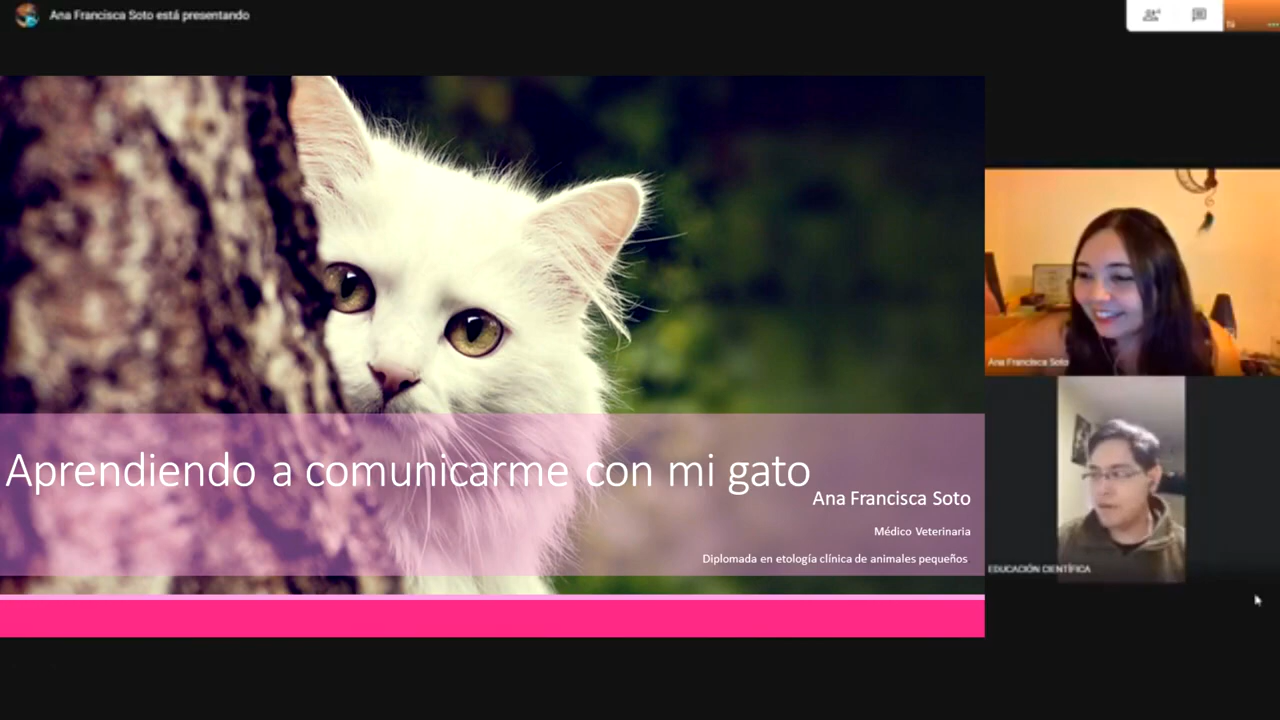 Ana Francisca Soto está presentando
Aprendiendo a comunicarme con mi gato
Ana Francisca Soto
Médico Veterinaria
Diplomada en etología clínica de animales pequeños
Ana Francisca Soto
EDUCACIÓN CIENTÍFICA